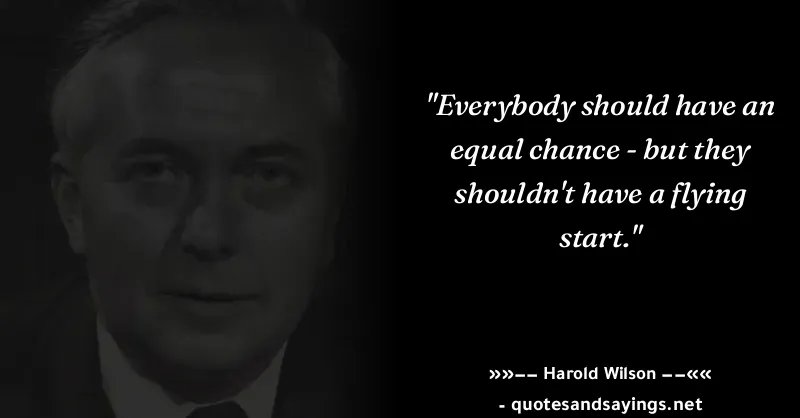 "Everybody should have an
equal chance - but they
shouldn't have a flying
start."
»»−− Harold Wilson −−««
- quotesandsayings.net